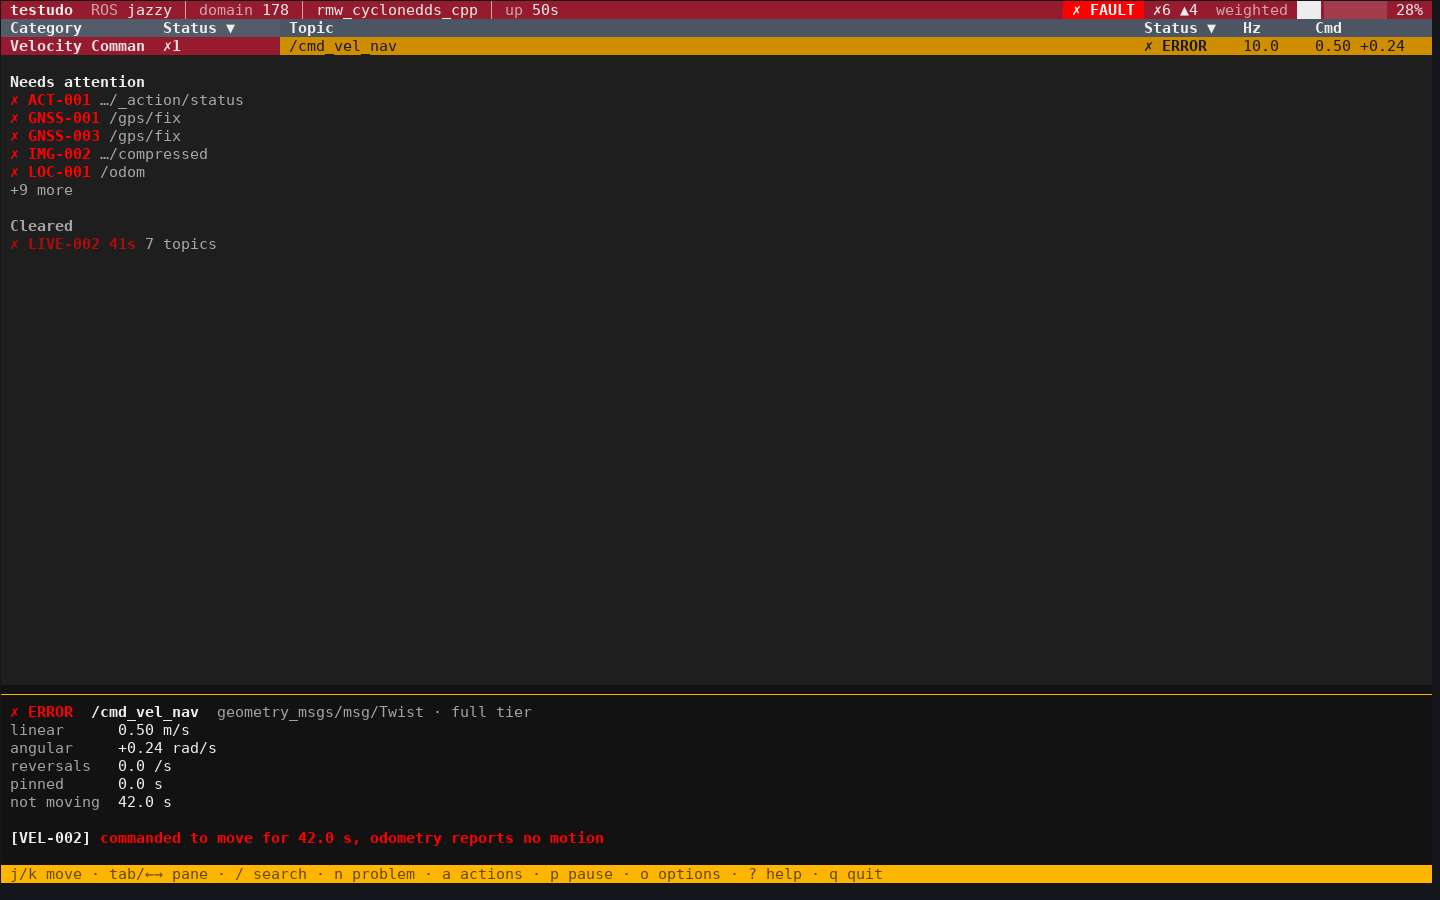 testudo ROS jazzy │ domain 178 │ rmw_cyclonedds_cpp │ up 50s ✗ FAULT ✗6 ▲4 weighted 28%
Category Status ▼ Topic Status ▼ Hz Cmd
Velocity Comman ✗1 /cmd_vel_nav ✗ ERROR 10.0 0.50 +0.24
Needs attention
✗ ACT-001 …/_action/status
✗ GNSS-001 /gps/fix
✗ GNSS-003 /gps/fix
✗ IMG-002 …/compressed
✗ LOC-001 /odom
+9 more
Cleared
✗ LIVE-002 41s 7 topics
✗ ERROR /cmd_vel_nav geometry_msgs/msg/Twist · full tier
linear 0.50 m/s
angular +0.24 rad/s
reversals 0.0 /s
pinned 0.0 s
not moving 42.0 s
[VEL-002] commanded to move for 42.0 s, odometry reports no motion
j/k move · tab/←→ pane · / search · n problem · a actions · p pause · o options · ? help · q quit